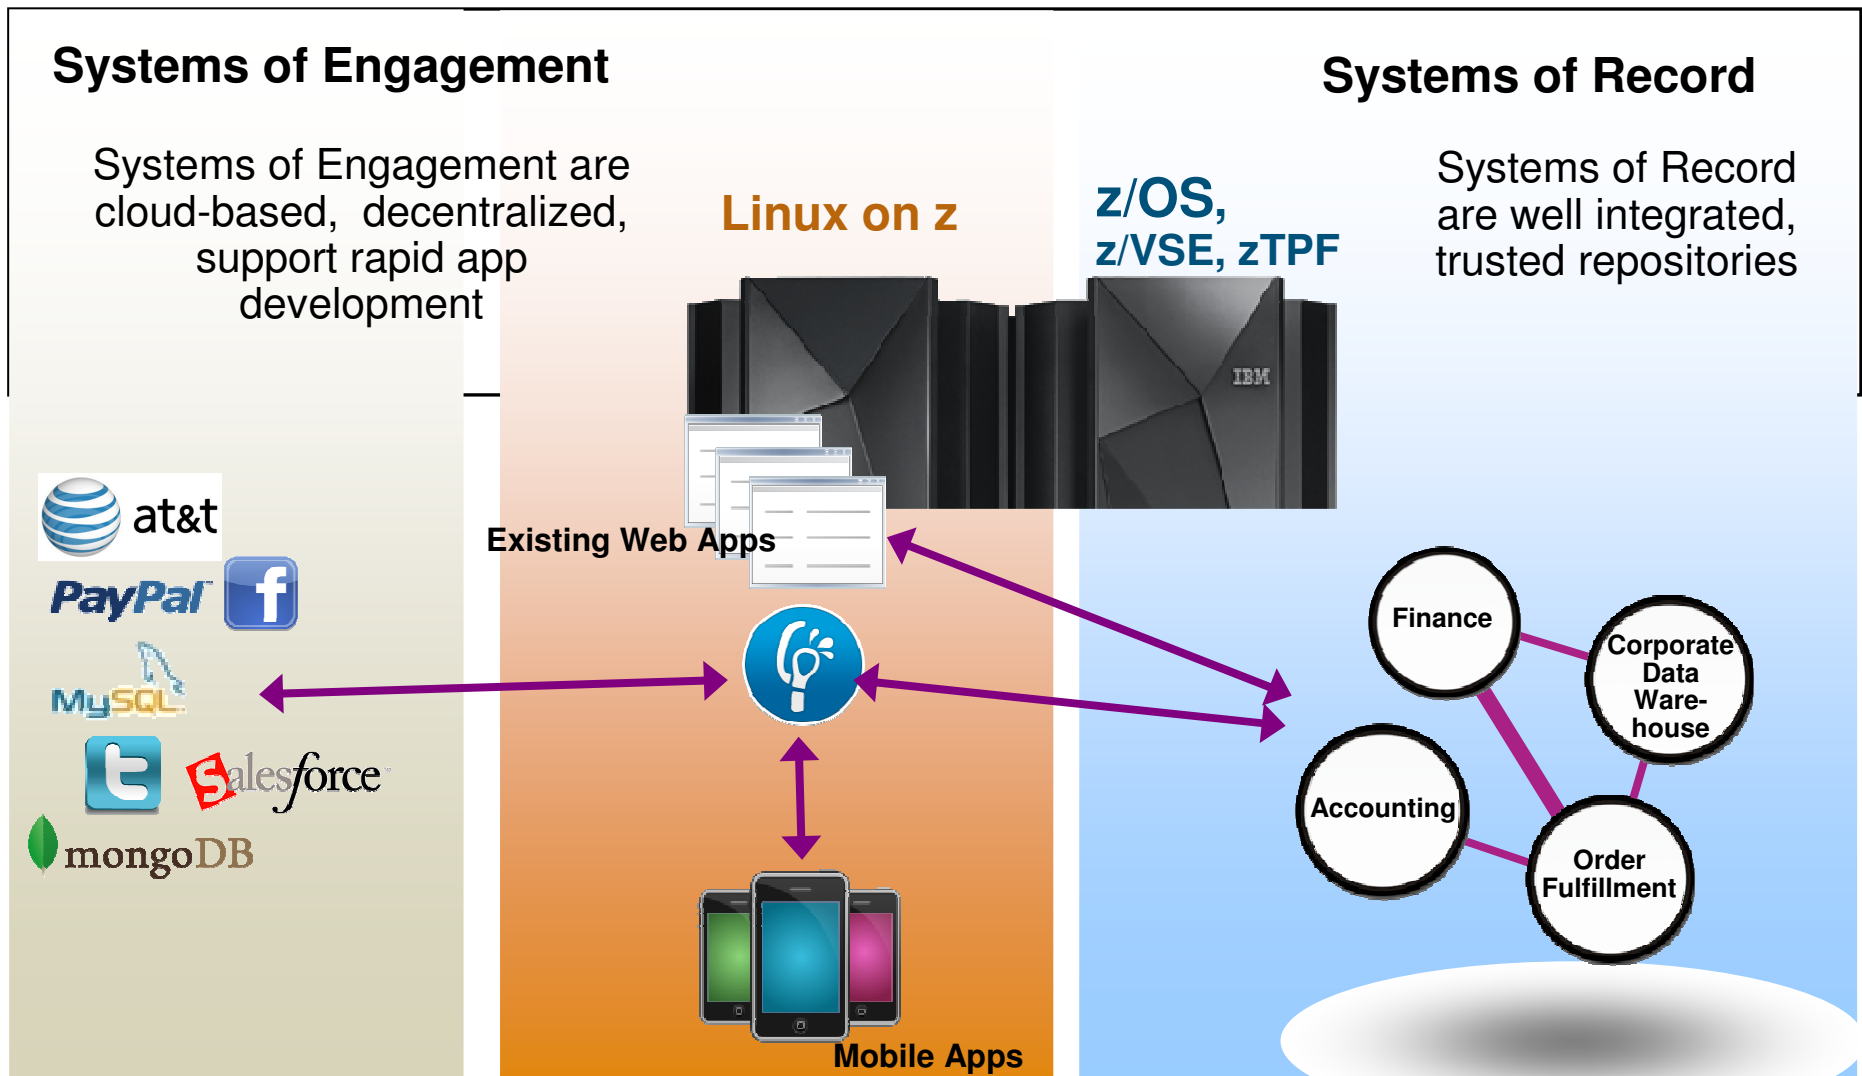 Systems of Engagement
Systems of Record
Systems of Engagement are
cloud-based,  decentralized,
support rapid app
development
Linux on z
z/OS,
z/VSE, zTPF
Systems of Record
are well integrated,
trusted repositories
IBM
at&t
PayPal™
f
Existing Web Apps
MySQL
t
salesforce
mongoDB
Finance
Corporate
Data
Ware-
house
Accounting
Order
Fulfillment
Mobile Apps